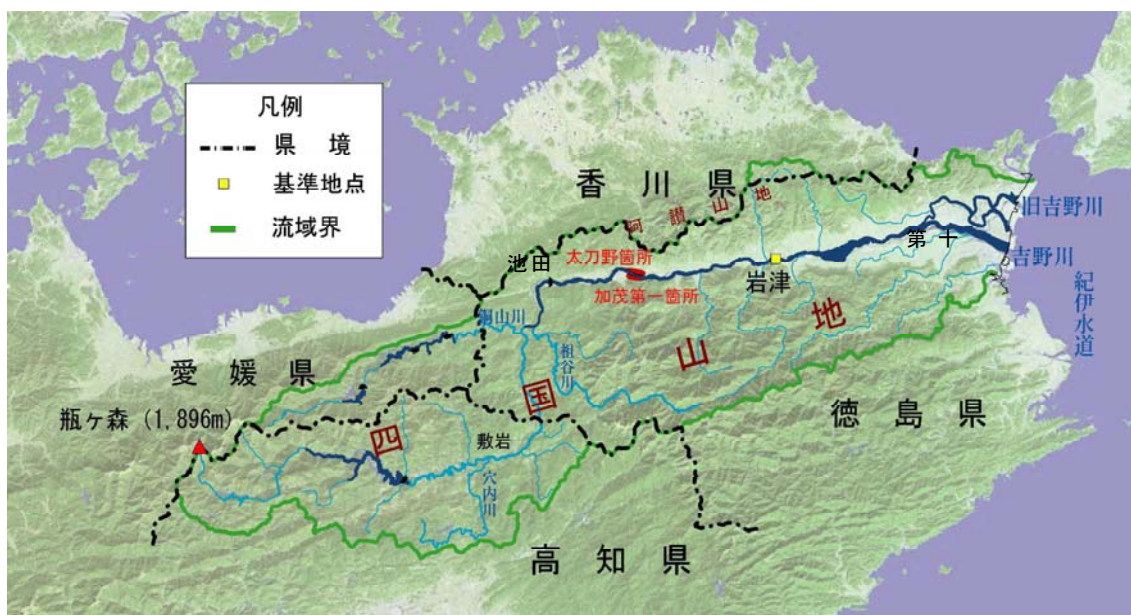 凡例
県 境
基準地点
流域界
香 川 県
阿 讃 山 地
旧吉野川
第 十
吉野川
池田
太刀野箇所
加茂第一箇所
岩津
紀伊水道
銅山川
祖谷川
四 国 山 地
愛 媛 県
瓶ヶ森 (1,896m)
敷岩
穴内川
徳 島 県
高 知 県